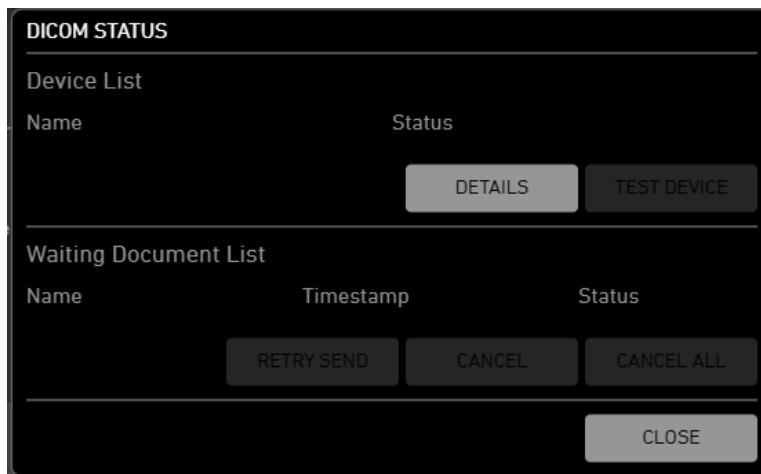 DICOM STATUS
Device List
Name Status
DETAILS TEST DEVICE
Waiting Document List
Name Timestamp Status
RETRY SEND CANCEL CANCEL ALL
CLOSE